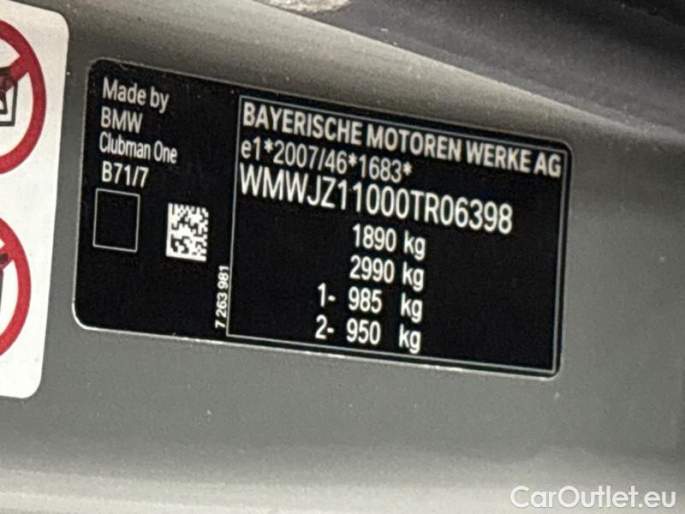 Made by
BMW
Clubman One
B71/7
7 263 981
BAYERISCHE MOTOREN WERKE AG
e1*2007/46*1683*
WMWJZ11000TR06398
1890 kg
2990 kg
1- 985 kg
2- 950 kg
CarOutlet.eu